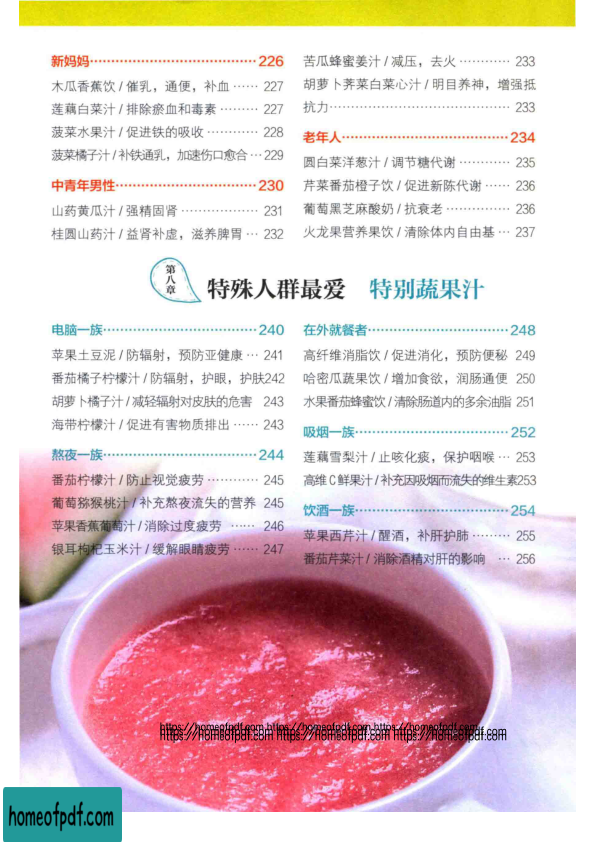 新妈妈……………………………… 226
木瓜香蕉饮 / 催乳，通便，补血 …… 227
莲藕白菜汁 / 排除瘀血和毒素 ……… 227
菠菜水果汁 / 促进铁的吸收 ………… 228
菠菜橘子汁 / 补铁通乳，加速伤口愈合 …229
中青年男性…………………………… 230
山药黄瓜汁 / 强精固肾 ……………… 231
桂圆山药汁 / 益肾补虚，滋养脾胃 … 232
苦瓜蜂蜜姜汁 / 减压，去火 ………… 233
胡萝卜荠菜白菜心汁 / 明目养神，增强抵
抗力………………………………… 233
老年人………………………………… 234
圆白菜洋葱汁 / 调节糖代谢 ………… 235
芹菜番茄橙子饮 / 促进新陈代谢 …… 236
葡萄黑芝麻酸奶 / 抗衰老 …………… 236
火龙果营养果饮 / 清除体内自由基 … 237
第八章
特殊人群最爱 特别蔬果汁
电脑一族……………………………… 240
苹果土豆泥 / 防辐射，预防亚健康 … 241
番茄橘子柠檬汁 / 防辐射，护眼，护肤242
胡萝卜橘子汁 / 减轻辐射对皮肤的危害 243
海带柠檬汁 / 促进有害物质排出 …… 243
熬夜一族……………………………… 244
番茄柠檬汁 / 防止视觉疲劳 ………… 245
葡萄猕猴桃汁 / 补充熬夜流失的营养 245
苹果香蕉葡萄汁 / 消除过度疲劳 …… 246
银耳枸杞玉米汁 / 缓解眼睛疲劳 …… 247
在外就餐者…………………………… 248
高纤维消脂饮 / 促进消化，预防便秘 249
哈密瓜蔬果饮 / 增加食欲，润肠通便 250
水果番茄蜂蜜饮 / 清除肠道内的多余油脂 251
吸烟一族……………………………… 252
莲藕雪梨汁 / 止咳化痰，保护咽喉 … 253
高维 C 鲜果汁 / 补充因吸烟而流失的维生素253
饮酒一族……………………………… 254
苹果西芹汁 / 醒酒，补肝护肺 ……… 255
番茄芹菜汁 / 消除酒精对肝的影响 … 256
https://homeofpdf.com https://homeofpdf.com https://homeofpdf.com
https://homeofpdf.com https://homeofpdf.com https://homeofpdf.com
homeofpdf.com